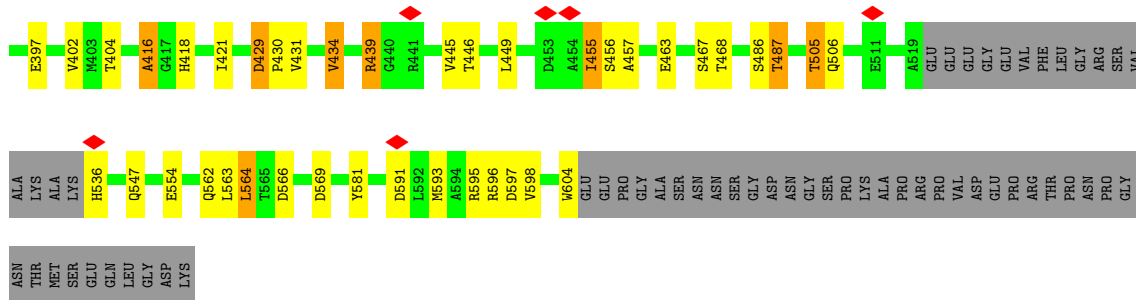 E397 V402 M403 T404 A416 G417 H418 I421 D429 P430 V431 V434 R439 G440 R441 V445 T446 L449 D453 A454 I455 S456 A457 E463 S467 T468 S486 T487 T505 Q506 E511 A519 GLU GLU GLU GLY GLU VAL PHE LEU GLY ARG SER VAL
ALA LYS ALA LYS H536 Q547 E554 Q562 L563 L564 T565 D566 D569 Y581 D591 L592 M593 A594 R595 R596 D597 V598 W604 GLU GLU PRO GLY ALA SER ASN ASN SER GLY ASP ASN GLY SER PRO LYS ALA PRO ARG PRO VAL ASP GLU PRO ARG THR PRO ASN PRO GLY
ASN THR MET SER GLU GLN LEU GLY ASP LYS